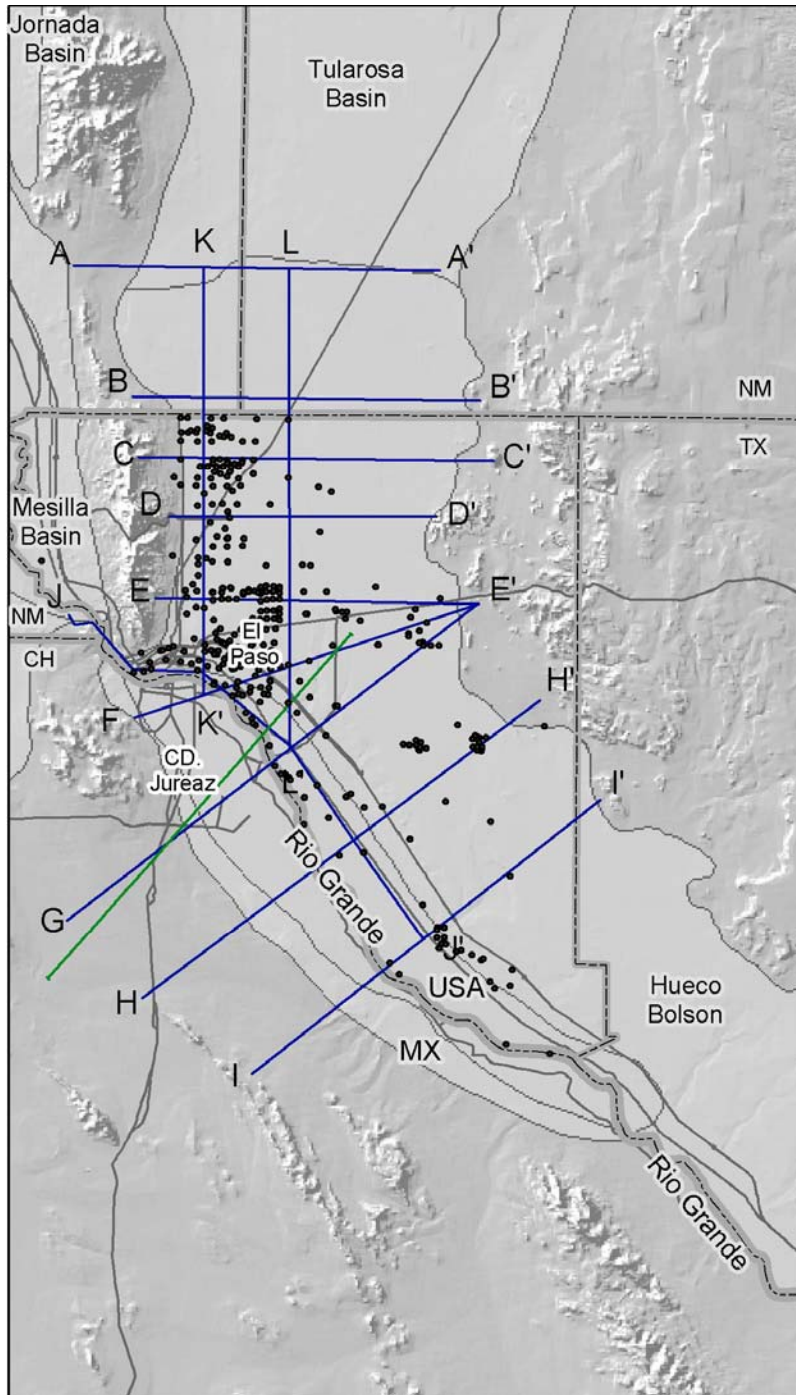 Jornada
Basin
Tularosa
Basin
K
L
A
A'
B
B'
NM
TX
C
C'
Mesilla
Basin
D
D'
J
E
E'
NM
El
Paso
CH
H'
F
K'
CD.
Jureaz
L'
I'
Rio Grande
G
J'
H
USA
Hueco
Bolson
MX
I
Rio Grande